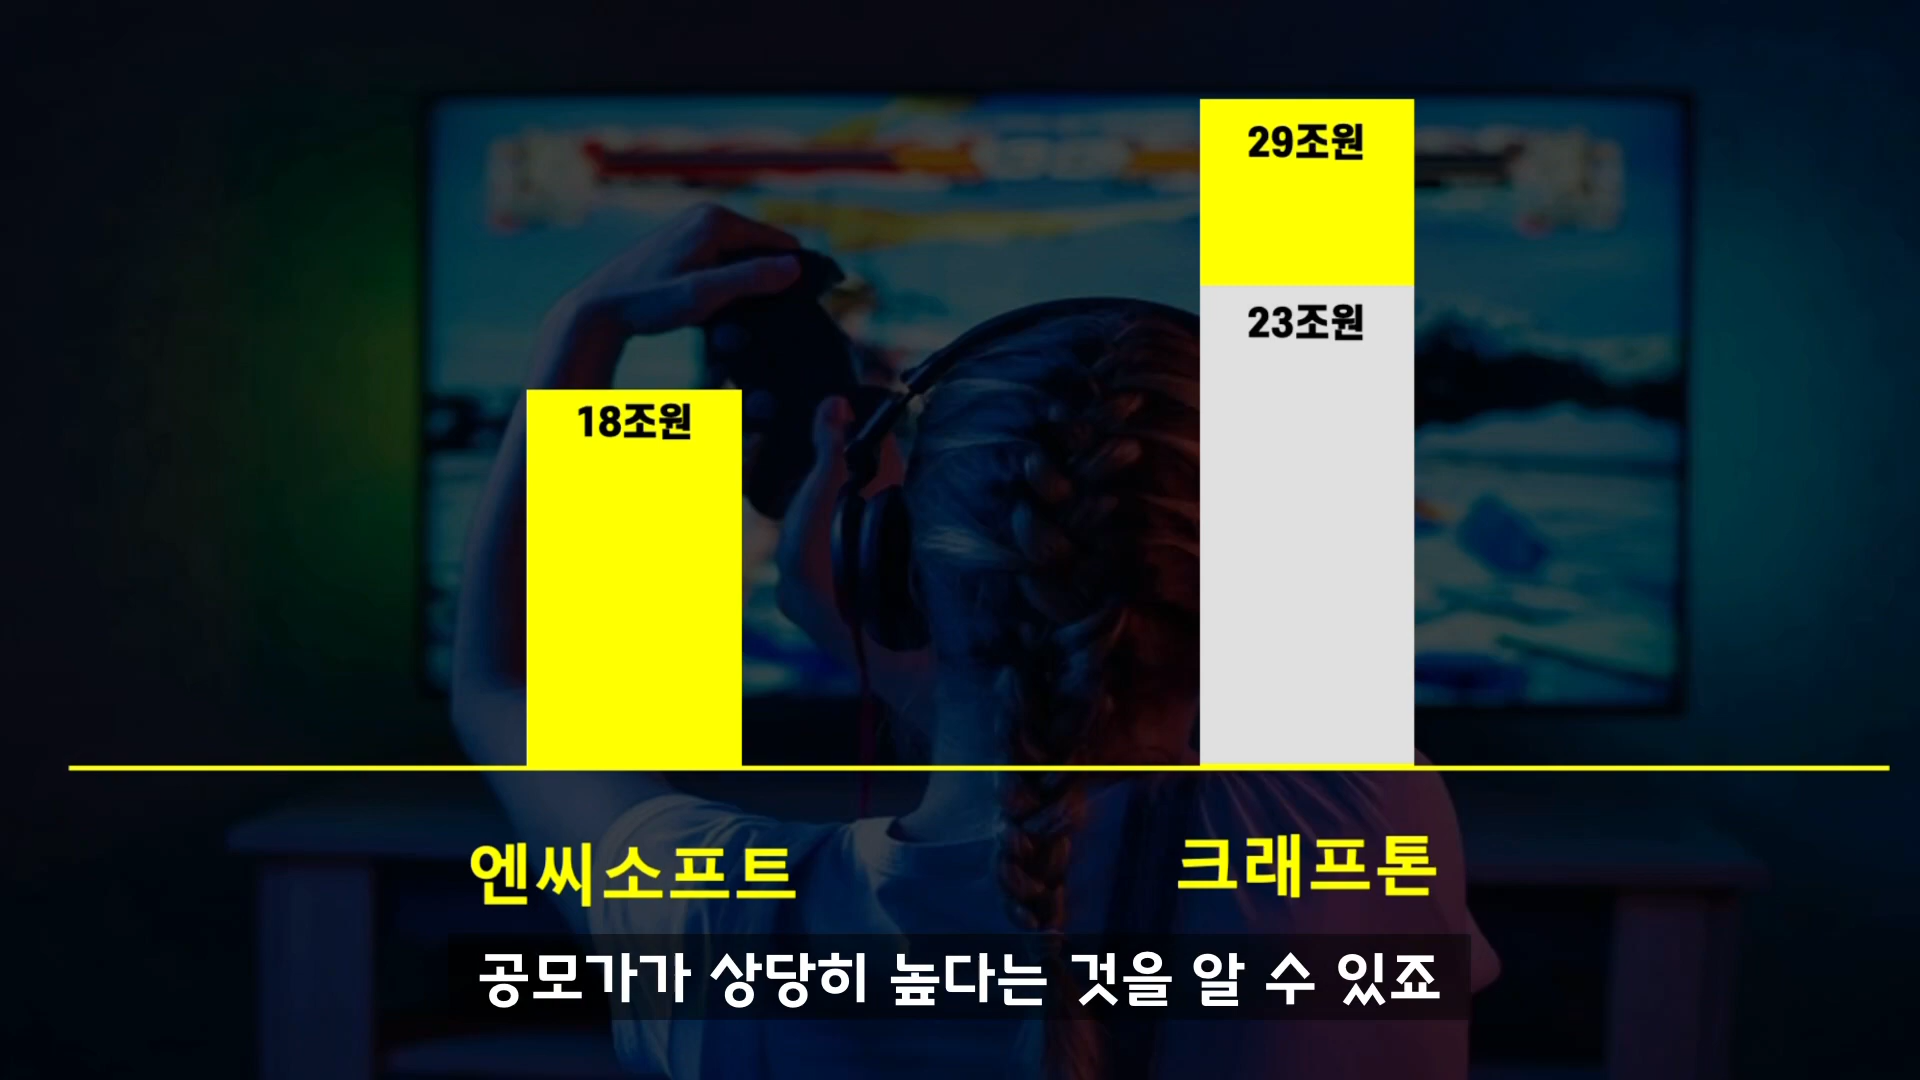 29조원
23조원
18조원
엔씨소프트
크래프톤
공모가가 상당히 높다는 것을 알 수 있죠